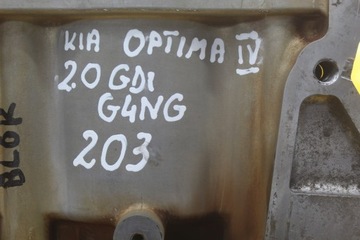 KIA OPTIMA IV
2.0 GDI
G4NG
203
BLOK